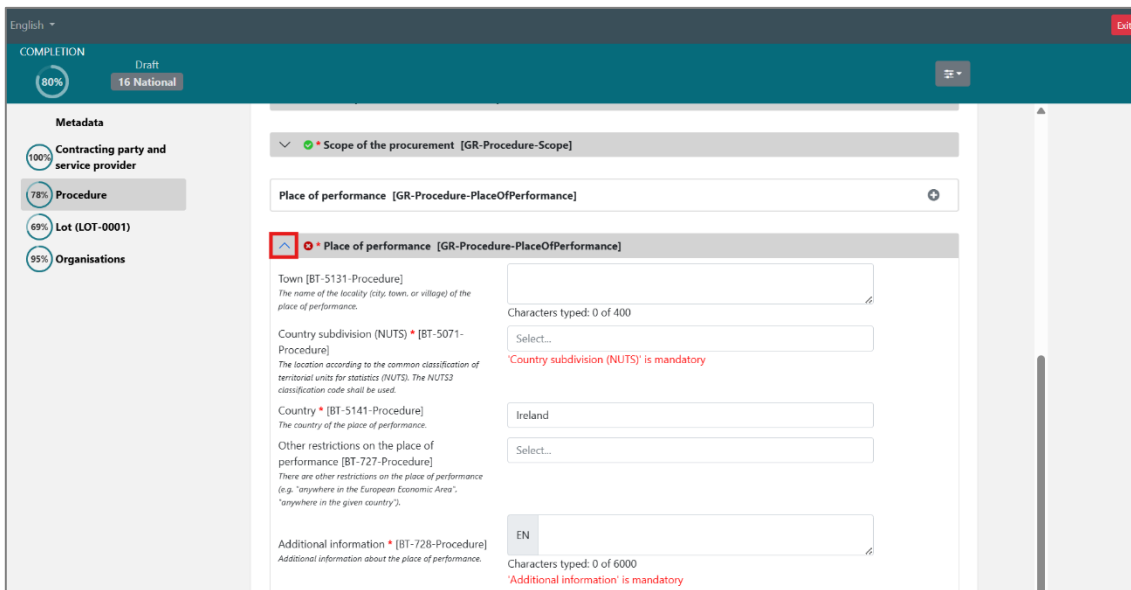 English
Exit
COMPLETION
80%
Draft
16 National
Metadata
100%
Contracting party and
service provider
78%
Procedure
69%
Lot (LOT-0001)
95%
Organisations
* Scope of the procurement [GR-Procedure-Scope]
Place of performance [GR-Procedure-PlaceOfPerformance]
* Place of performance [GR-Procedure-PlaceOfPerformance]
Town [BT-5131-Procedure]
The name of the locality (city, town, or village) of the
place of performance.
Characters typed: 0 of 400
Country subdivision (NUTS) * [BT-5071-
Procedure]
The location according to the common classification of
territorial units for statistics (NUTS). The NUTS3
classification code shall be used.
Select...
'Country subdivision (NUTS)' is mandatory
Country * [BT-5141-Procedure]
The country of the place of performance.
Ireland
Other restrictions on the place of
performance [BT-727-Procedure]
There are other restrictions on the place of performance
(e.g. "anywhere in the European Economic Area",
"anywhere in the given country").
Select...
Additional information * [BT-728-Procedure]
Additional information about the place of performance.
EN
Characters typed: 0 of 6000
'Additional information' is mandatory